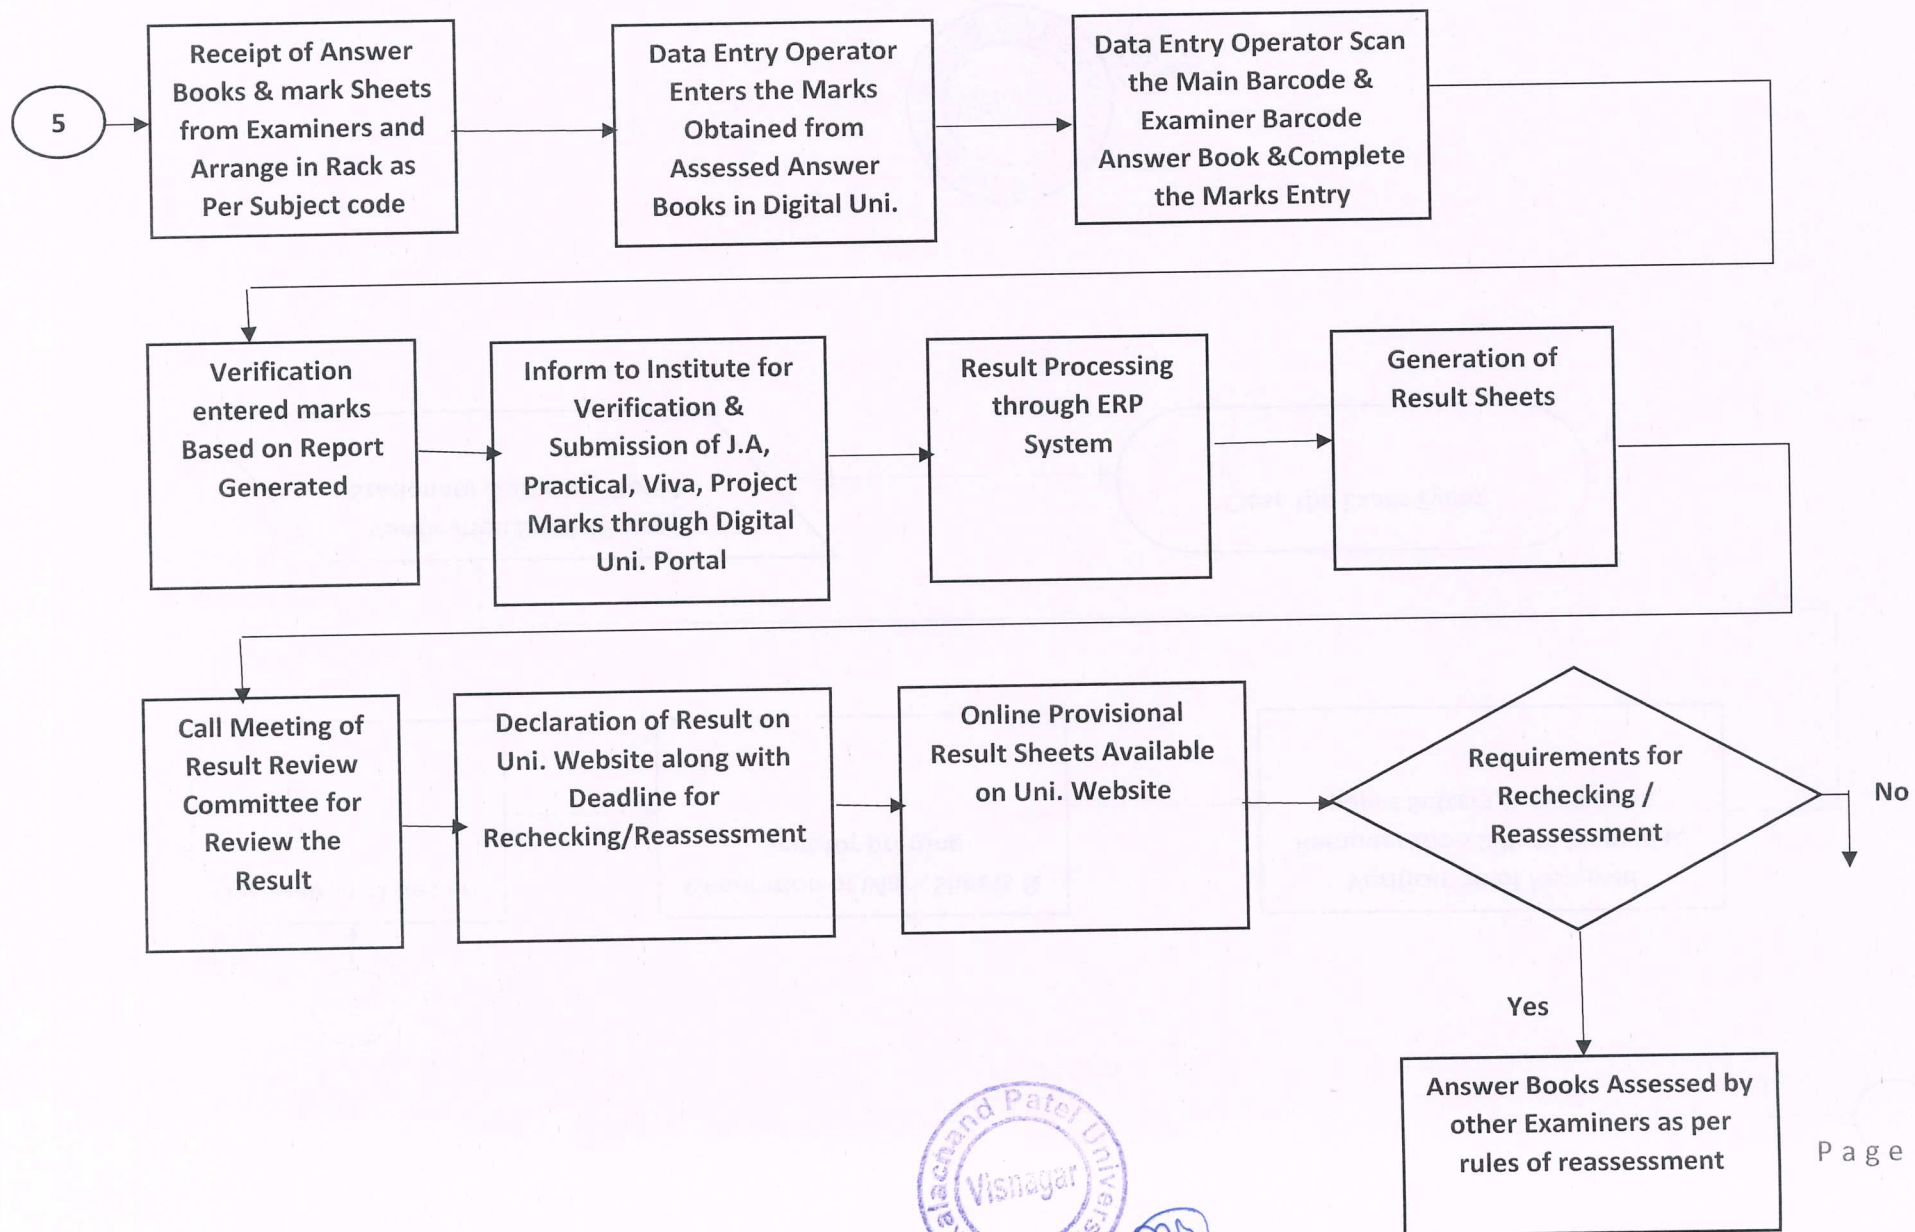 5
Receipt of Answer
Books & mark Sheets
from Examiners and
Arrange in Rack as
Per Subject code
Data Entry Operator
Enters the Marks
Obtained from
Assessed Answer
Books in Digital Uni.
Data Entry Operator Scan
the Main Barcode &
Examiner Barcode
Answer Book &Complete
the Marks Entry
Verification
entered marks
Based on Report
Generated
Inform to Institute for
Verification &
Submission of J.A,
Practical, Viva, Project
Marks through Digital
Uni. Portal
Result Processing
through ERP
System
Generation of
Result Sheets
Call Meeting of
Result Review
Committee for
Review the
Result
Declaration of Result on
Uni. Website along with
Deadline for
Rechecking/Reassessment
Online Provisional
Result Sheets Available
on Uni. Website
Requirements for
Rechecking /
Reassessment
No
Yes
Answer Books Assessed by
other Examiners as per
rules of reassessment
Page
Patel
Visnagar